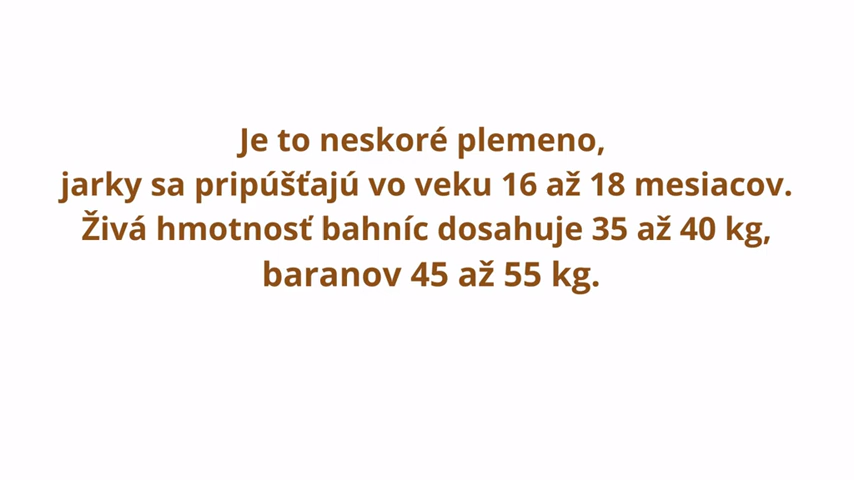 Je to neskoré plemeno,
jarky sa pripúšťajú vo veku 16 až 18 mesiacov.
Živá hmotnosť bahníc dosahuje 35 až 40 kg,
baranov 45 až 55 kg.